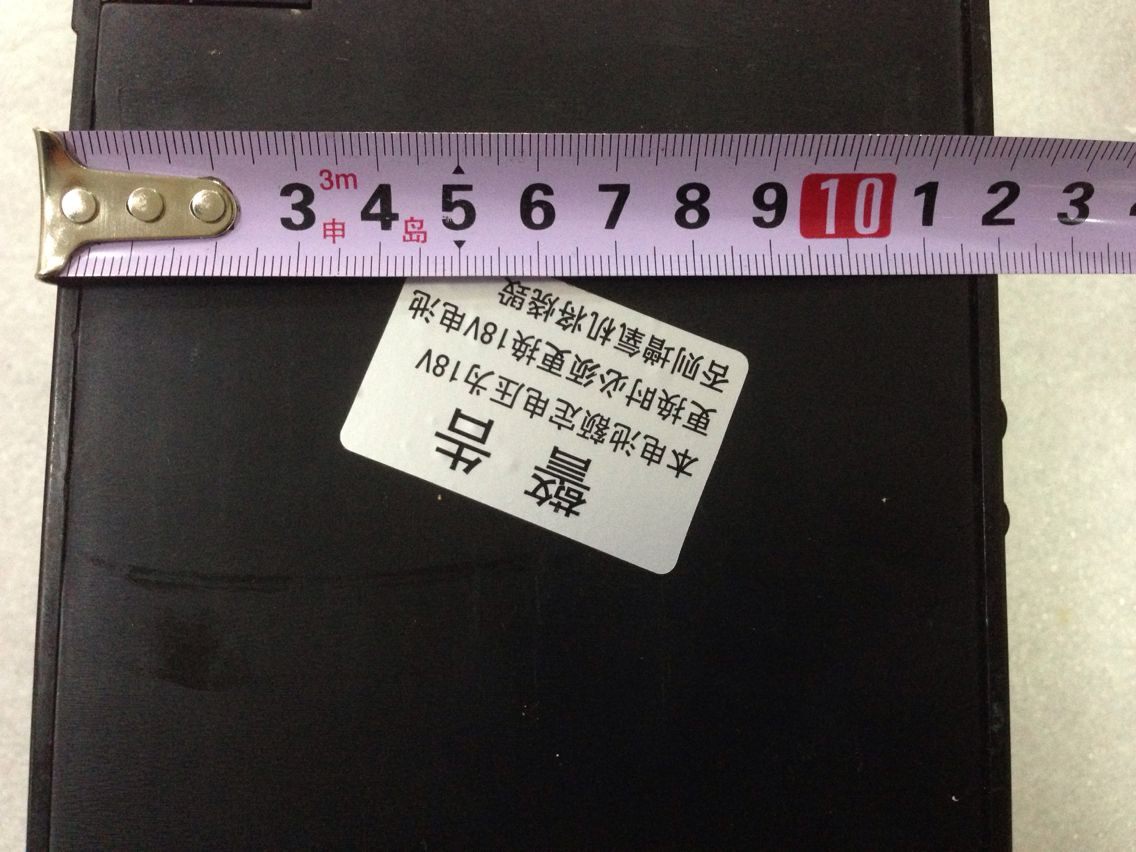 3m
3 4 5 6 7 8 9 10 1 2 3
申 岛
警告
本电池额定电压为18V
更换时必须更换18V电池
否则增氧机将烧毁